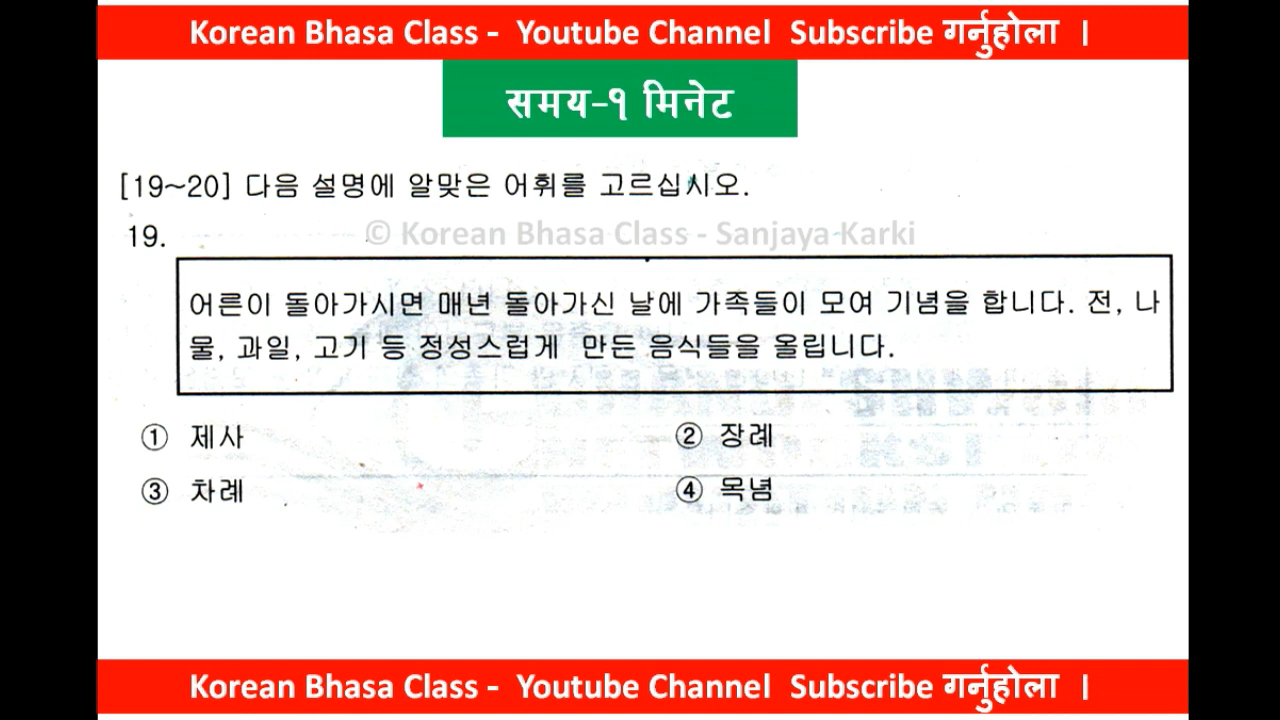 Korean Bhasa Class - Youtube Channel Subscribe गर्नुहोला ।
समय-१ मिनेट
[19~20] 다음 설명에 알맞은 어휘를 고르십시오.
© Korean Bhasa Class - Sanjaya Karki
19.
어른이 돌아가시면 매년 돌아가신 날에 가족들이 모여 기념을 합니다. 전, 나
물, 과일, 고기 등 정성스럽게 만든 음식들을 올립니다.
① 제사 ② 장례
③ 차례 ④ 목념
Korean Bhasa Class - Youtube Channel Subscribe गर्नुहोला ।